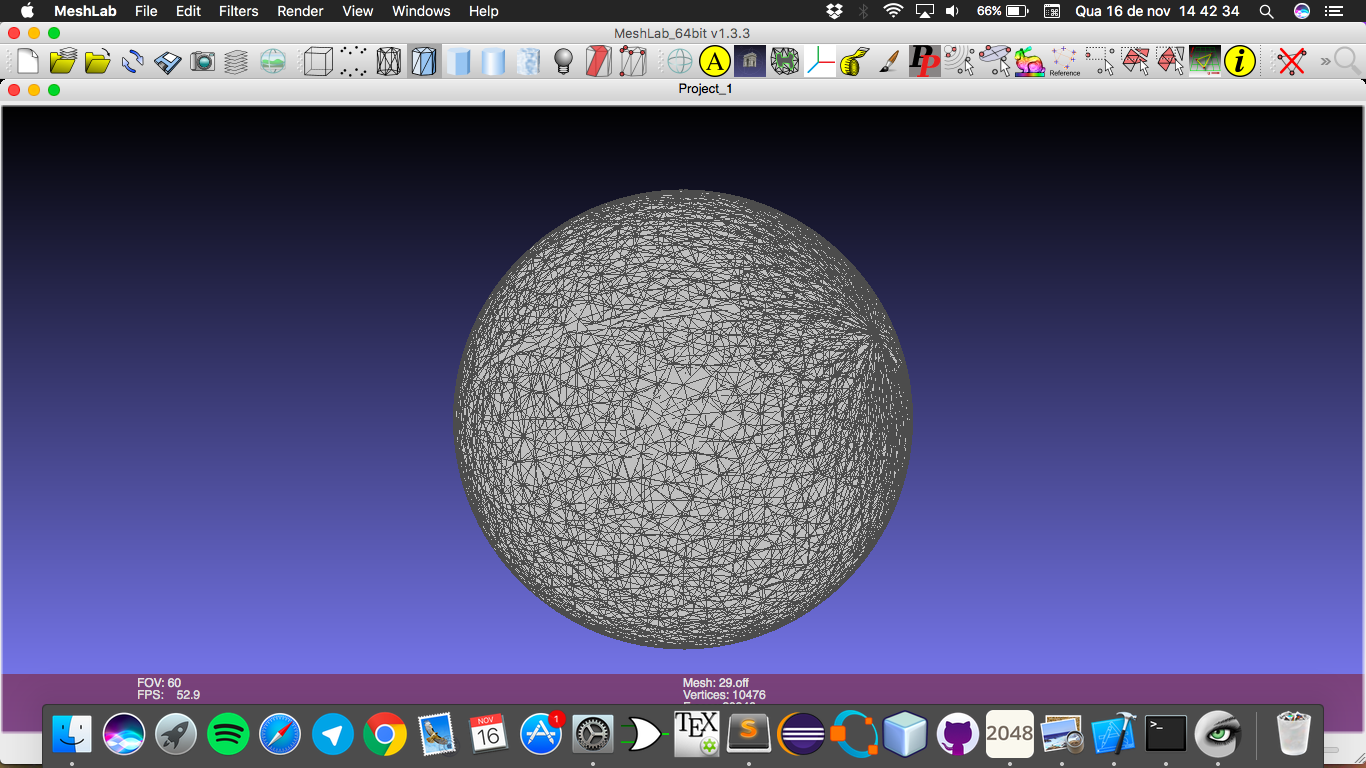 MeshLab File Edit Filters Render View Windows Help 66% Qua 16 de nov 14 42 34
MeshLab_64bit v1.3.3
A
PP
Reference
i
»
Project_1
FOV: 60
FPS: 52.9
Mesh: 29.off
Vertices: 10476
NOV
16
1
TEX
S
2048
>_